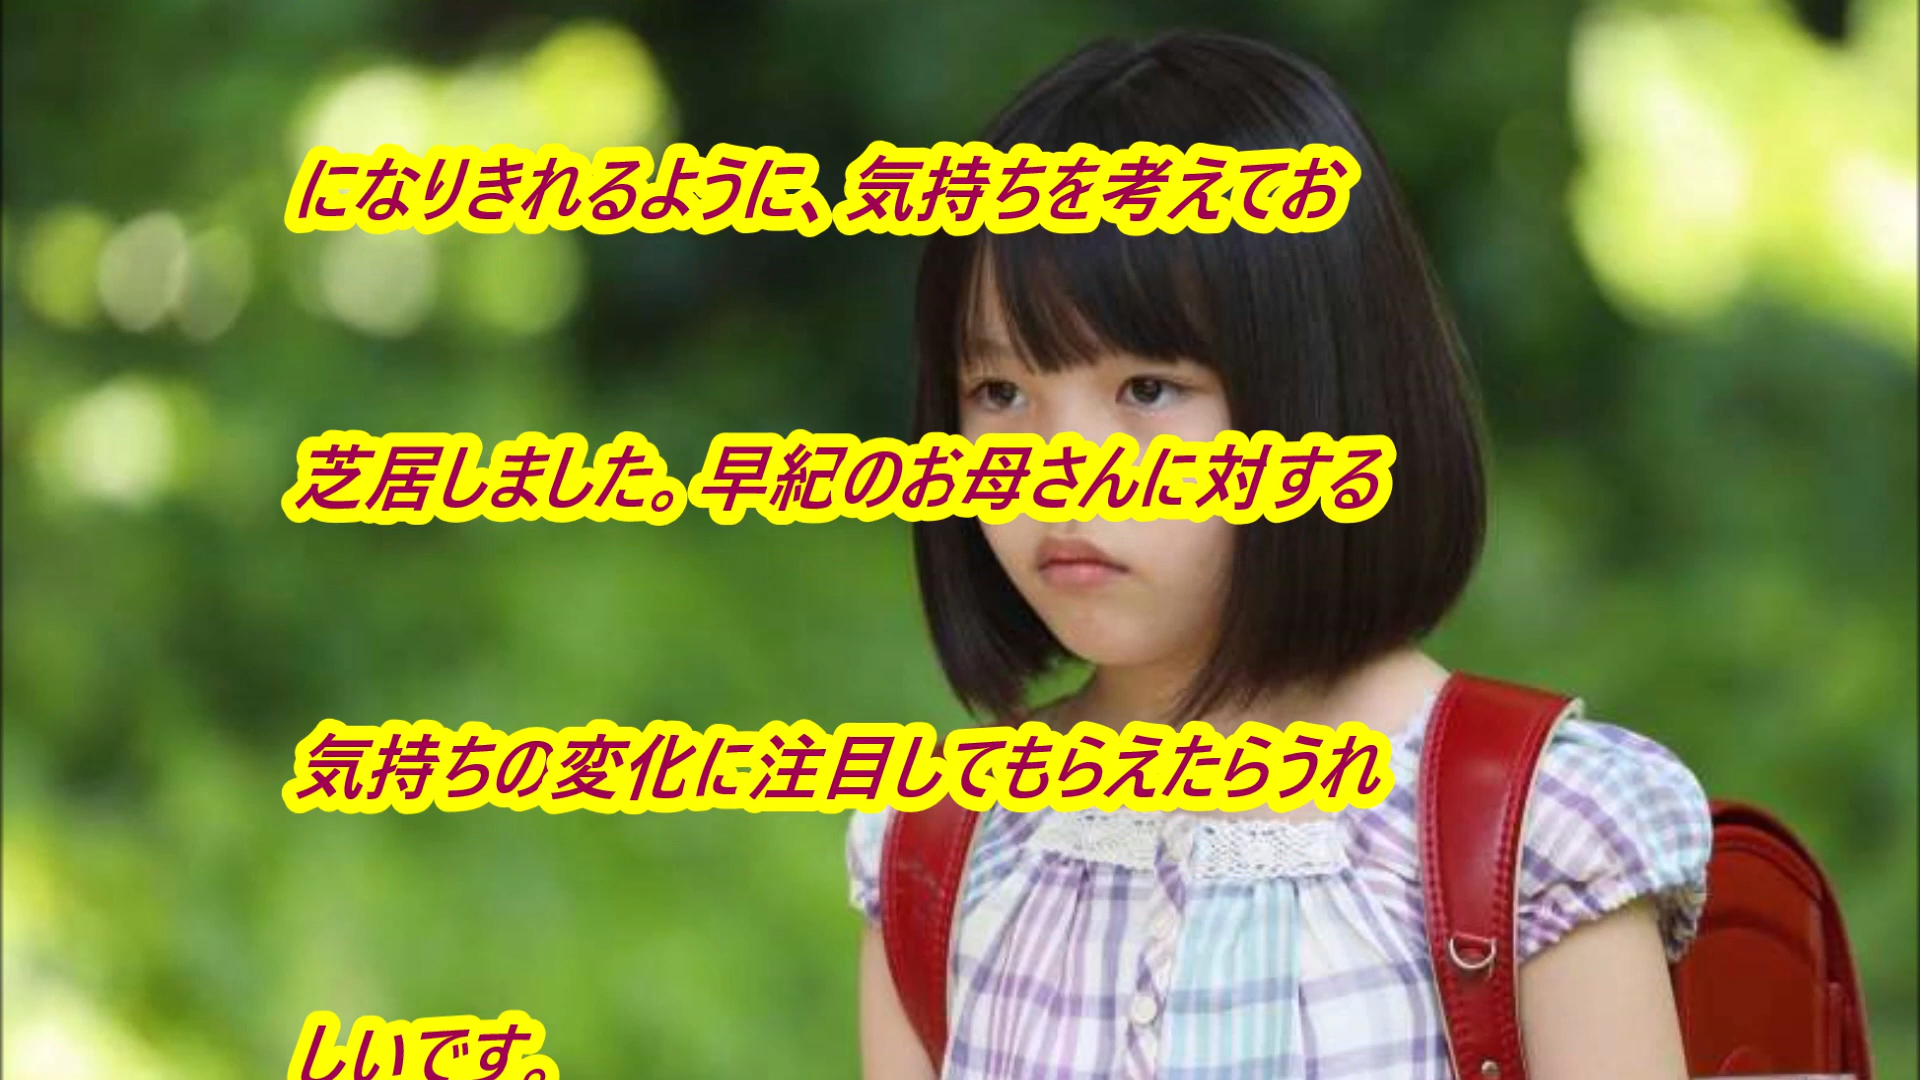 になりきれるように、気持ちを考えてお
芝居しました。早紀のお母さんに対する
気持ちの変化に注目してもらえたらうれ
しいです。